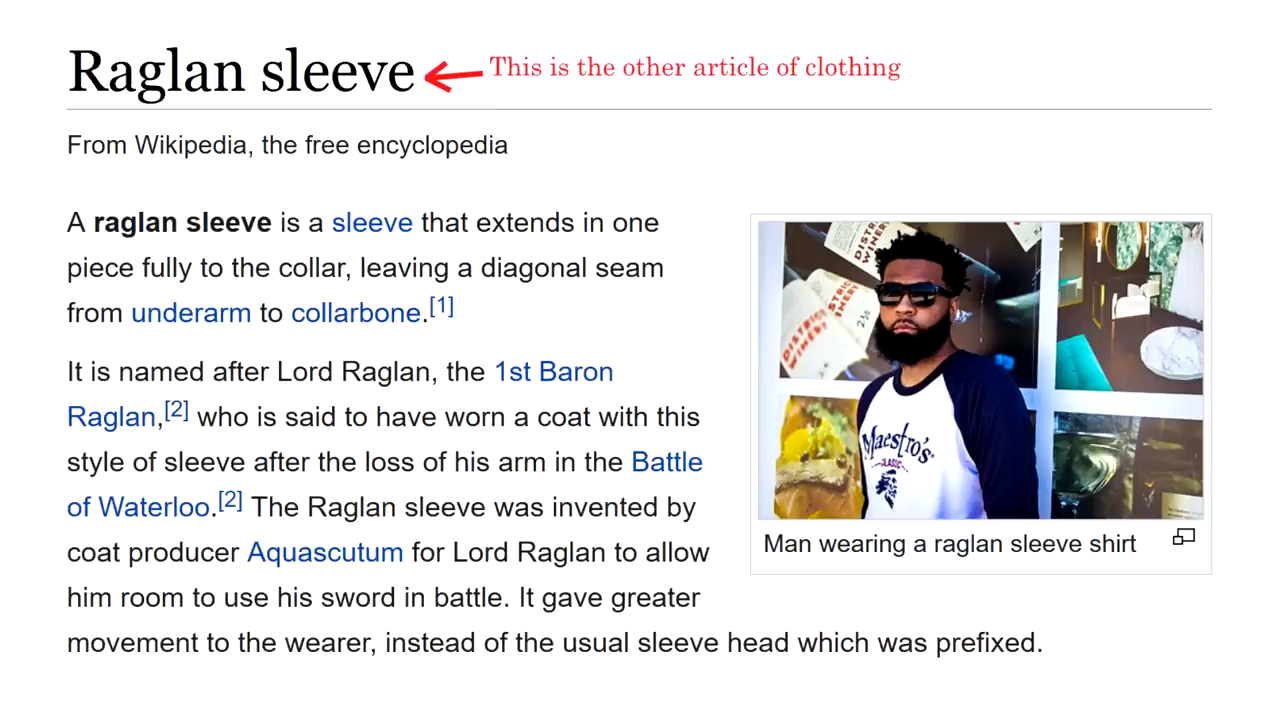 Raglan sleeve
This is the other article of clothing
From Wikipedia, the free encyclopedia
A raglan sleeve is a sleeve that extends in one
piece fully to the collar, leaving a diagonal seam
from underarm to collarbone.[1]
It is named after Lord Raglan, the 1st Baron
Raglan,[2] who is said to have worn a coat with this
style of sleeve after the loss of his arm in the Battle
of Waterloo.[2] The Raglan sleeve was invented by
coat producer Aquascutum for Lord Raglan to allow
him room to use his sword in battle. It gave greater
movement to the wearer, instead of the usual sleeve head which was prefixed.
Maestro's
CLASSIC
Man wearing a raglan sleeve shirt